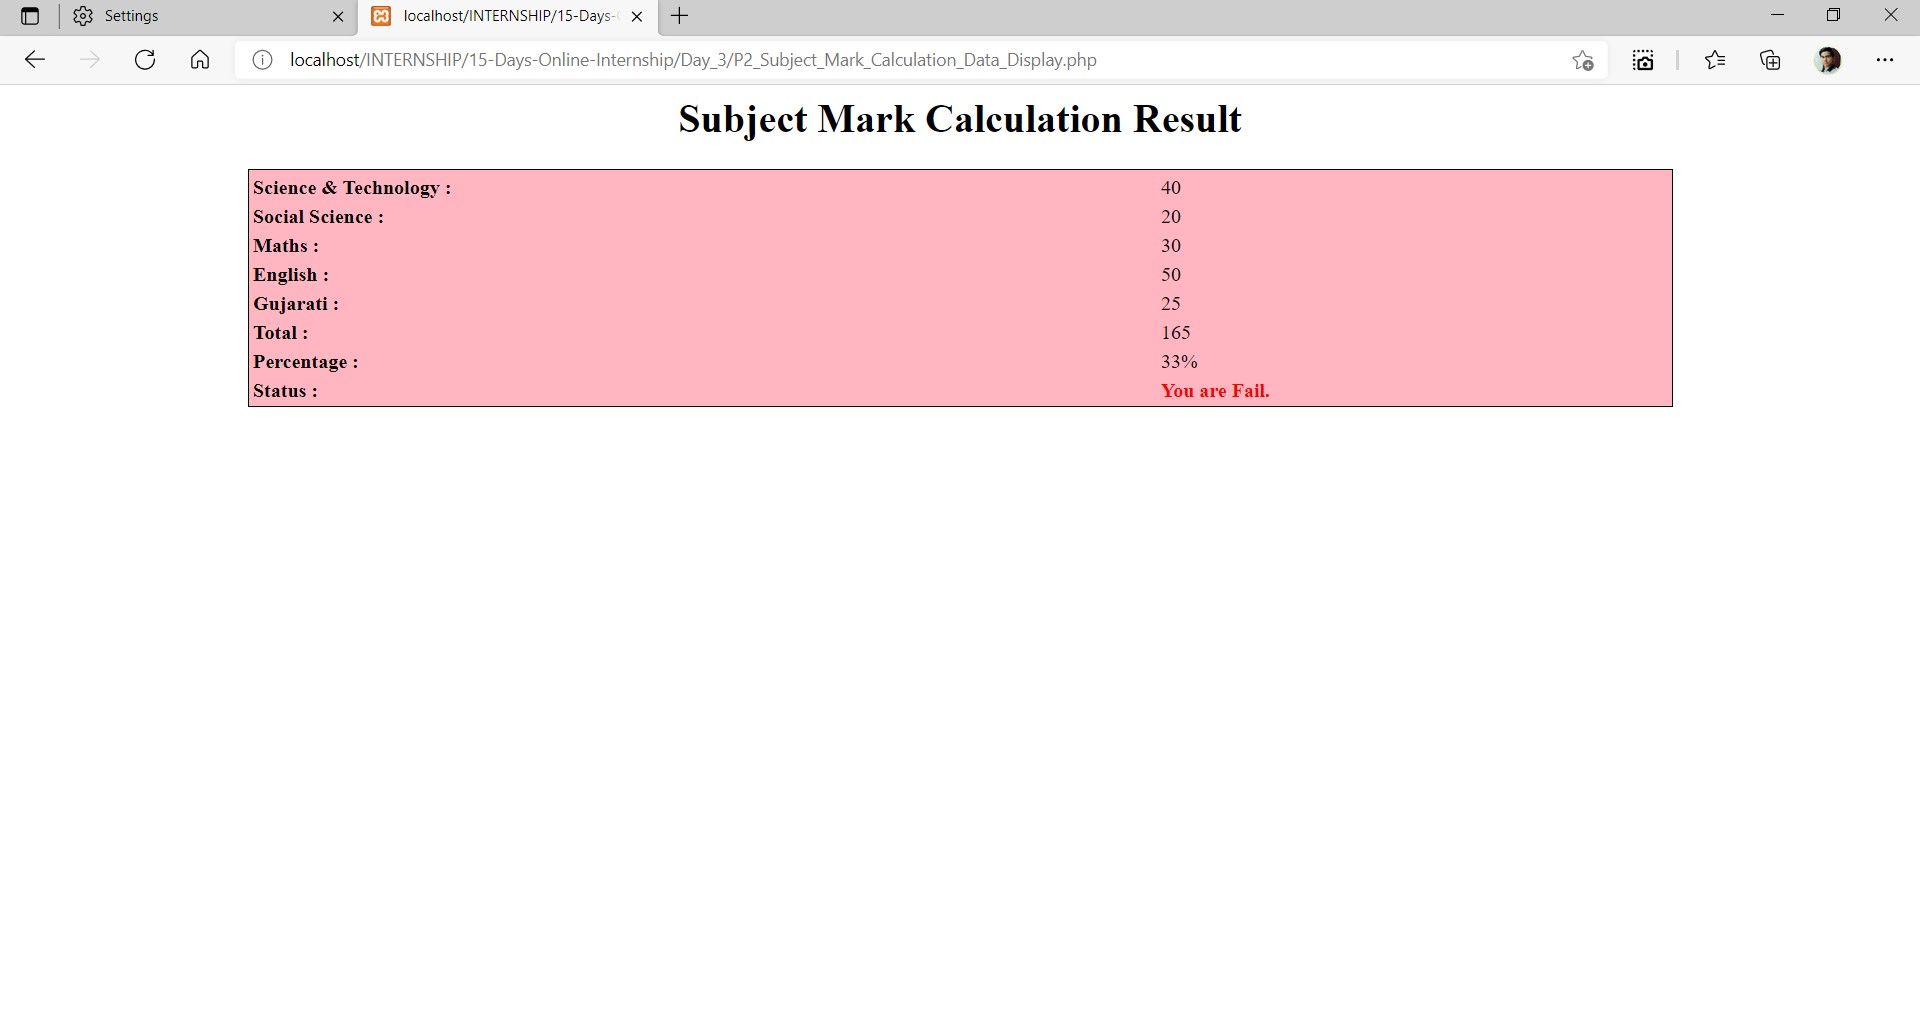 Settings
localhost/INTERNSHIP/15-Days-
localhost/INTERNSHIP/15-Days-Online-Internship/Day_3/P2_Subject_Mark_Calculation_Data_Display.php
Subject Mark Calculation Result
Science & Technology : 40
Social Science : 20
Maths : 30
English : 50
Gujarati : 25
Total : 165
Percentage : 33%
Status : You are Fail.